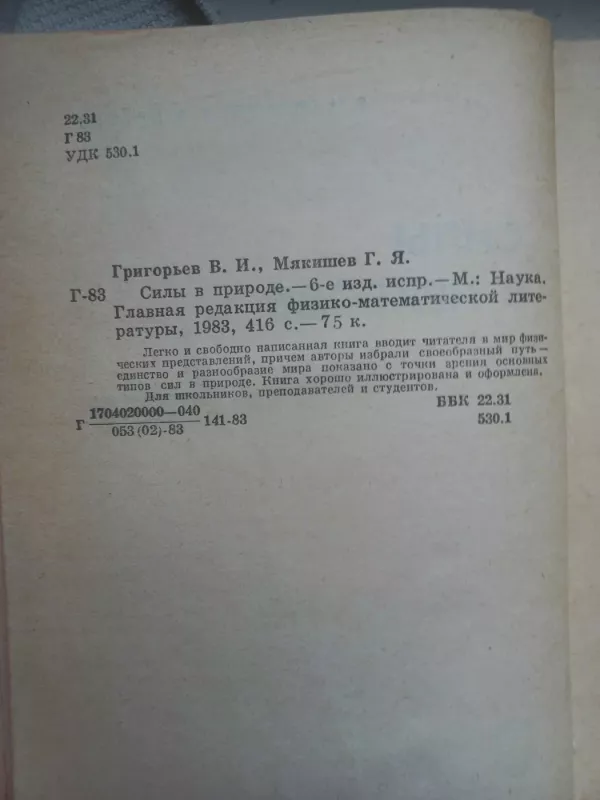 22.31
Г 83
УДК 530.1
Григорьев В. И., Мякишев Г. Я.
Г-83 Силы в природе.—6-е изд. испр.—М.: Наука.
Главная редакция физико-математической лите-
ратуры, 1983, 416 с.—75 к.
Легко и свободно написанная книга вводит читателя в мир физи-
ческих представлений, причем авторы избрали своеобразный путь —
единство и разнообразие мира показано с точки зрения основных
типов сил в природе. Книга хорошо иллюстрирована и оформлена.
Для школьников, преподавателей и студентов.
Г 1704020000—040 141-83 ББК 22.31
053 (02)-83 530.1